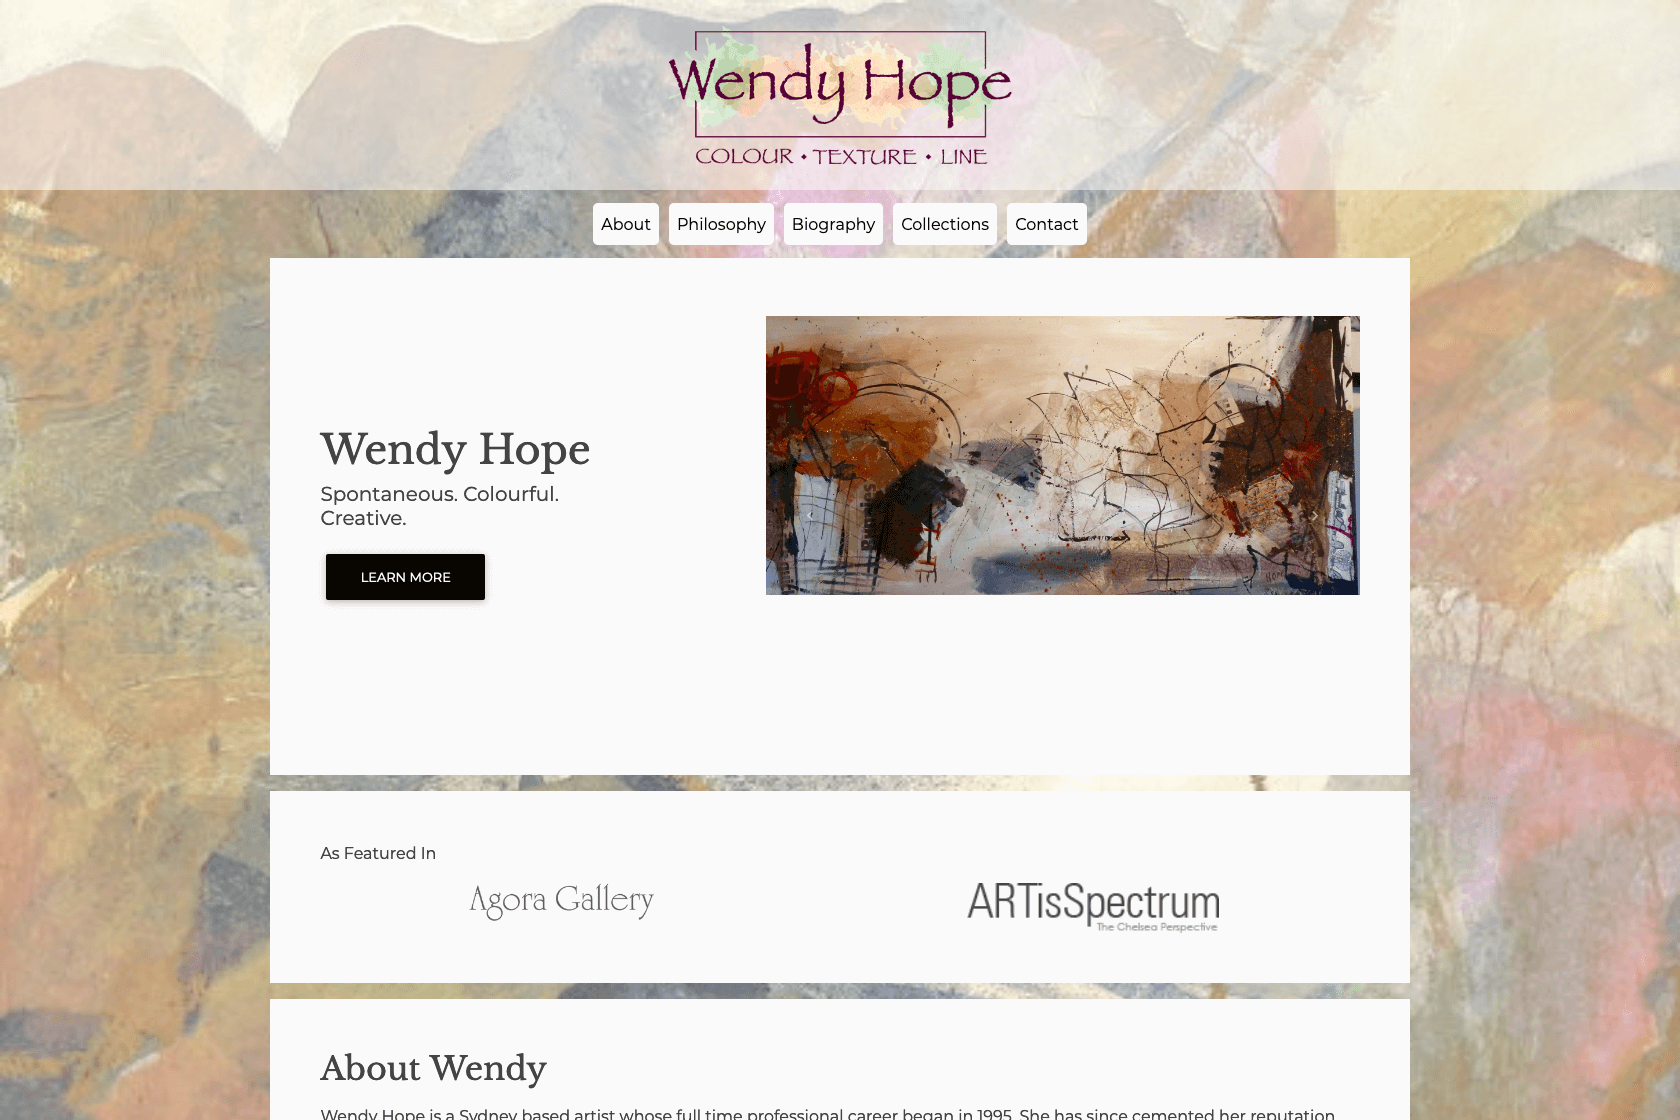 Wendy Hope
COLOUR • TEXTURE • LINE
About
Philosophy
Biography
Collections
Contact
Wendy Hope
Spontaneous. Colourful.
Creative.
LEARN MORE
As Featured In
Agora Gallery
ARTisSpectrum
The Chelsea Perspective
About Wendy
Wendy Hope is a Sydney based artist whose full time professional career began in 1995. She has since cemented her reputation